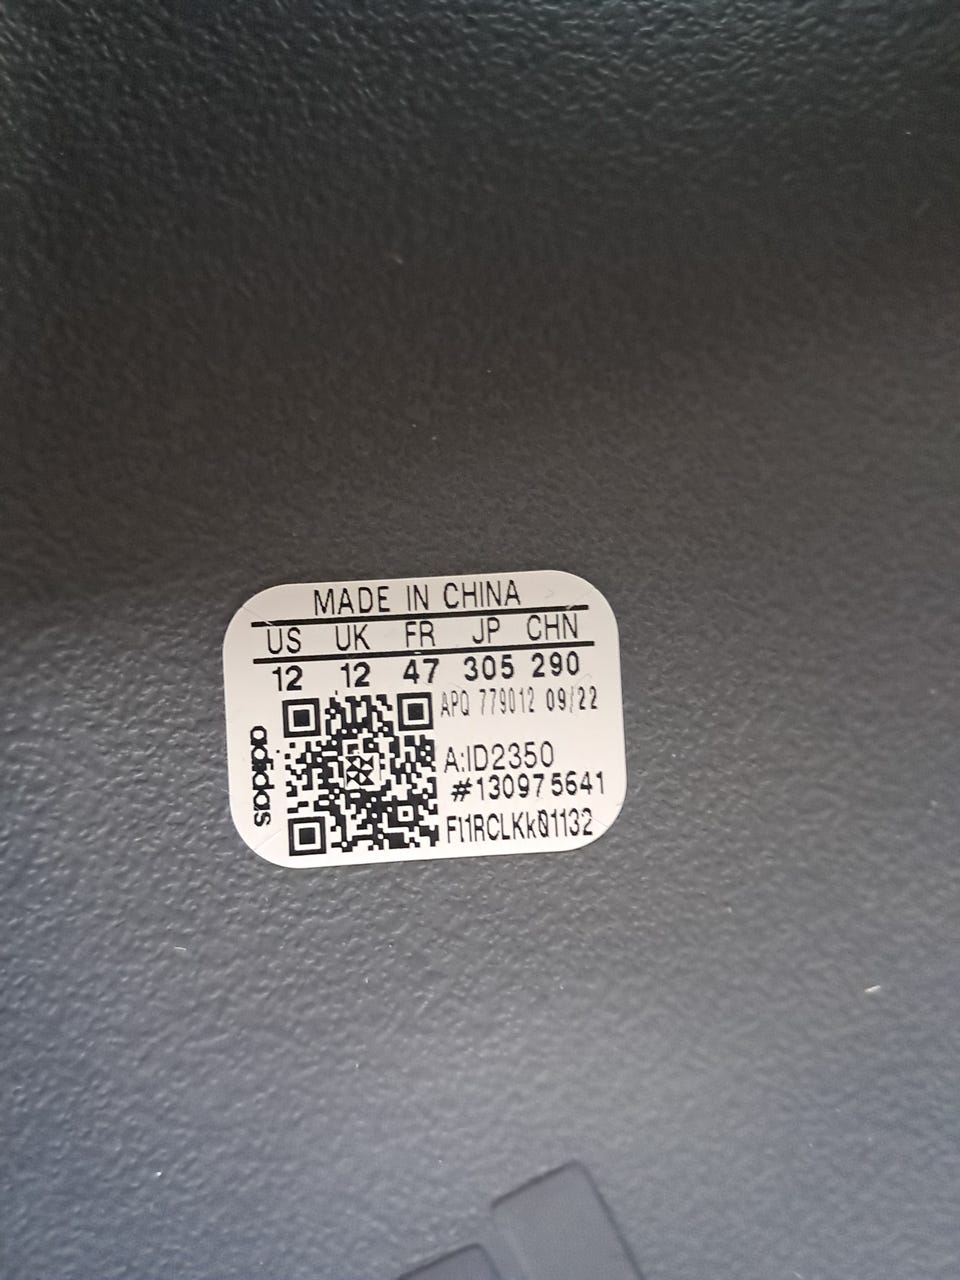 MADE IN CHINA
US UK FR JP CHN
12 12 47 305 290
APQ 779012 09/22
A:ID2350
#130975641
Ft1RCLKkQ1132
adidas